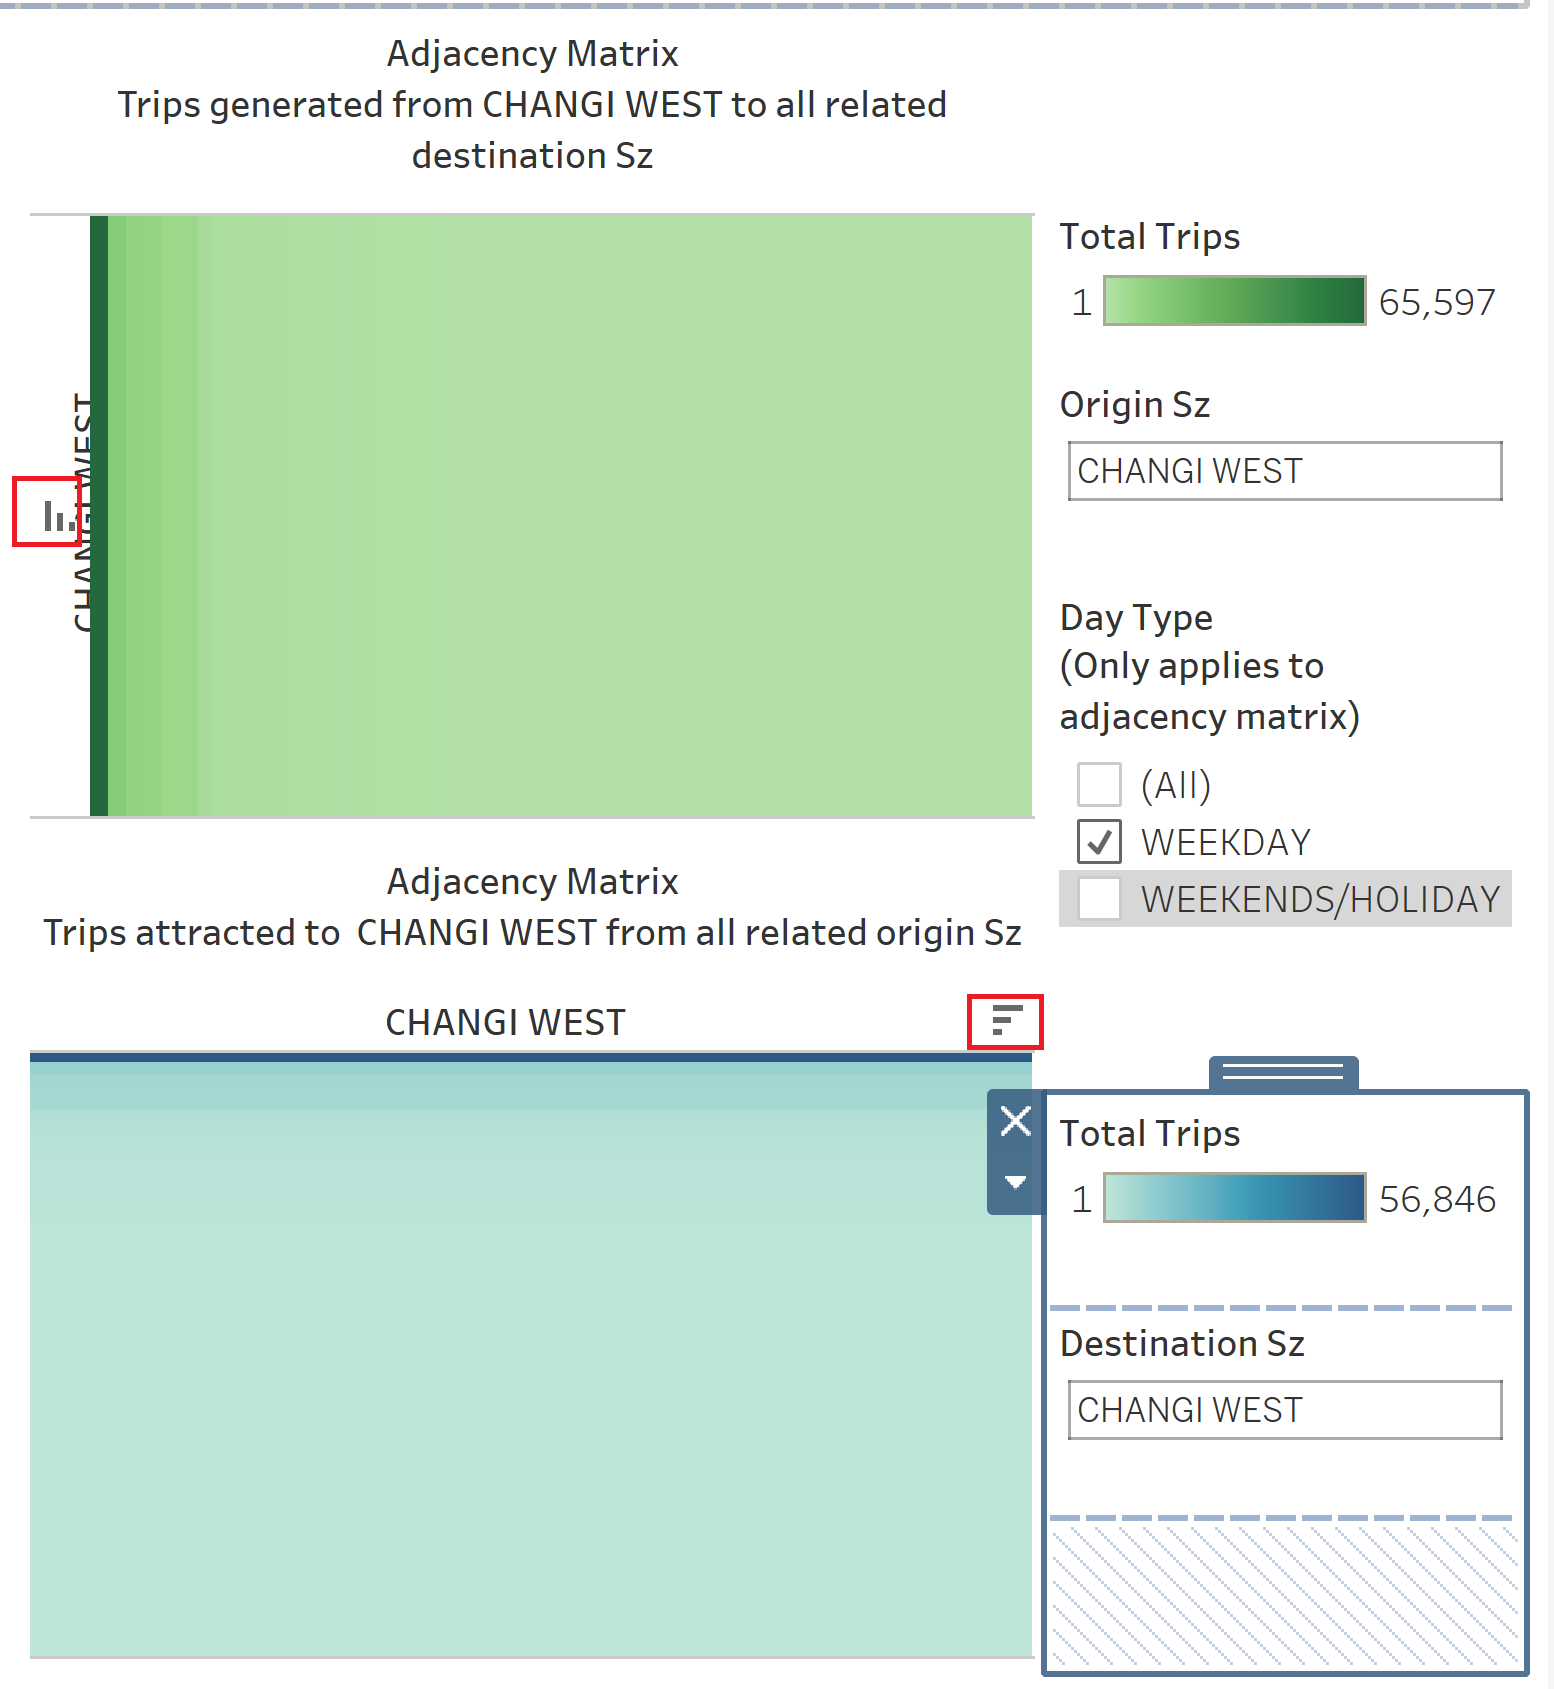 Adjacency Matrix
Trips generated from CHANGI WEST to all related
destination Sz
CHANGI WEST
Total Trips
1 65,597
Origin Sz
CHANGI WEST
Day Type
(Only applies to
adjacency matrix)
(All)
WEEKDAY
WEEKENDS/HOLIDAY
Adjacency Matrix
Trips attracted to CHANGI WEST from all related origin Sz
CHANGI WEST
Total Trips
1 56,846
Destination Sz
CHANGI WEST